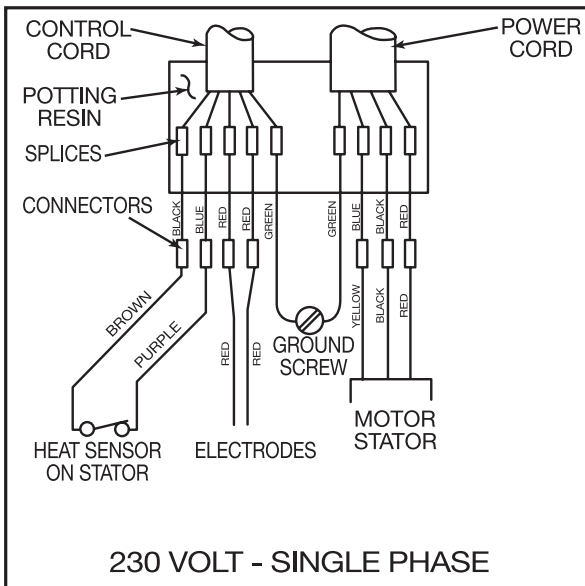 CONTROL
CORD
POWER
CORD
POTTING
RESIN
SPLICES
CONNECTORS
BLACK
BLUE
RED
RED
GREEN
GREEN
BLUE
BLACK
RED
BROWN
PURPLE
RED
RED
YELLOW
BLACK
RED
GROUND
SCREW
HEAT SENSOR
ON STATOR
ELECTRODES
MOTOR
STATOR
230 VOLT - SINGLE PHASE